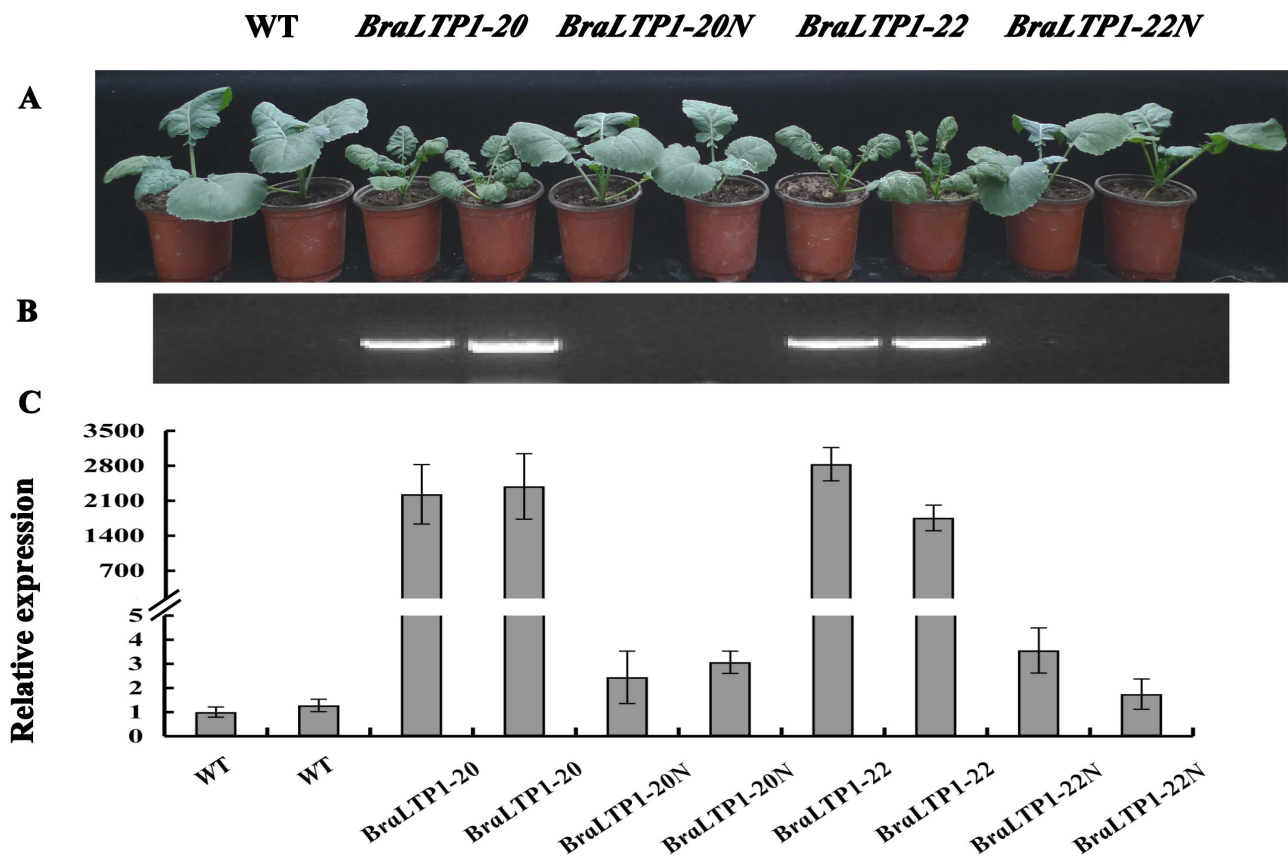 WT BraLTP1-20 BraLTP1-20N BraLTP1-22 BraLTP1-22N
A
B
C
Relative expression
3500
2800
2100
1400
700
5
4
3
2
1
0
WT WT BraLTP1-20 BraLTP1-20 BraLTP1-20N BraLTP1-20N BraLTP1-22 BraLTP1-22 BraLTP1-22N BraLTP1-22N